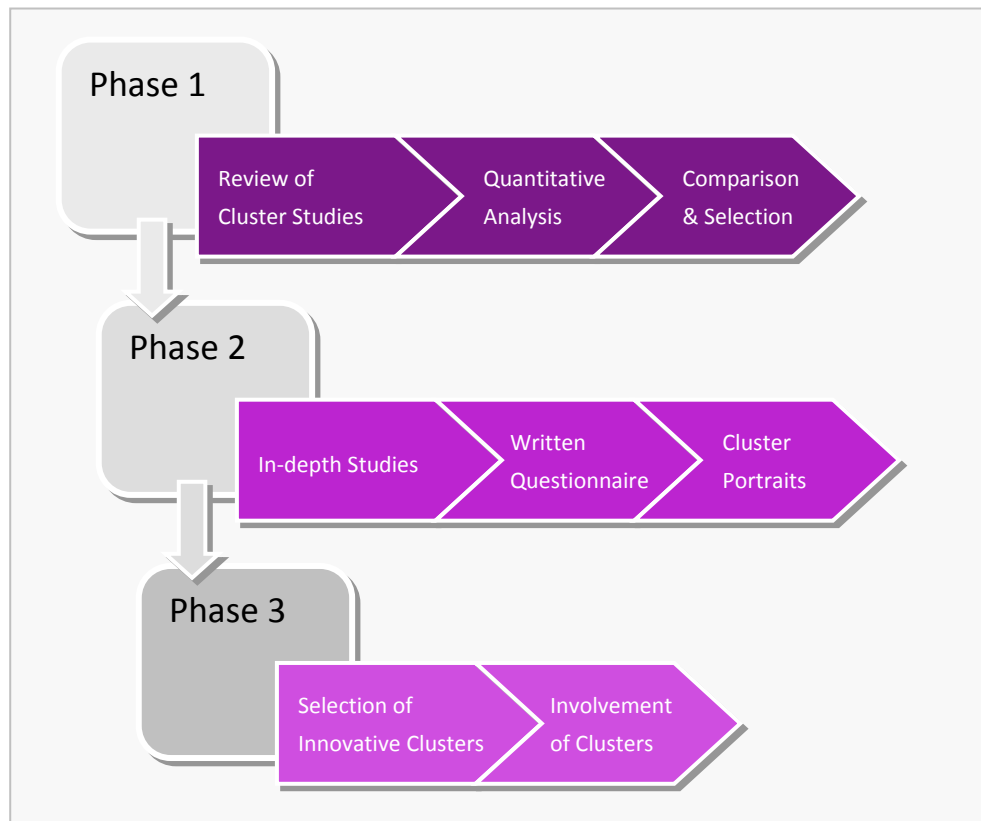 Phase 1
Review of
Cluster Studies
Quantitative
Analysis
Comparison
& Selection
Phase 2
In-depth Studies
Written
Questionnaire
Cluster
Portraits
Phase 3
Selection of
Innovative Clusters
Involvement
of Clusters